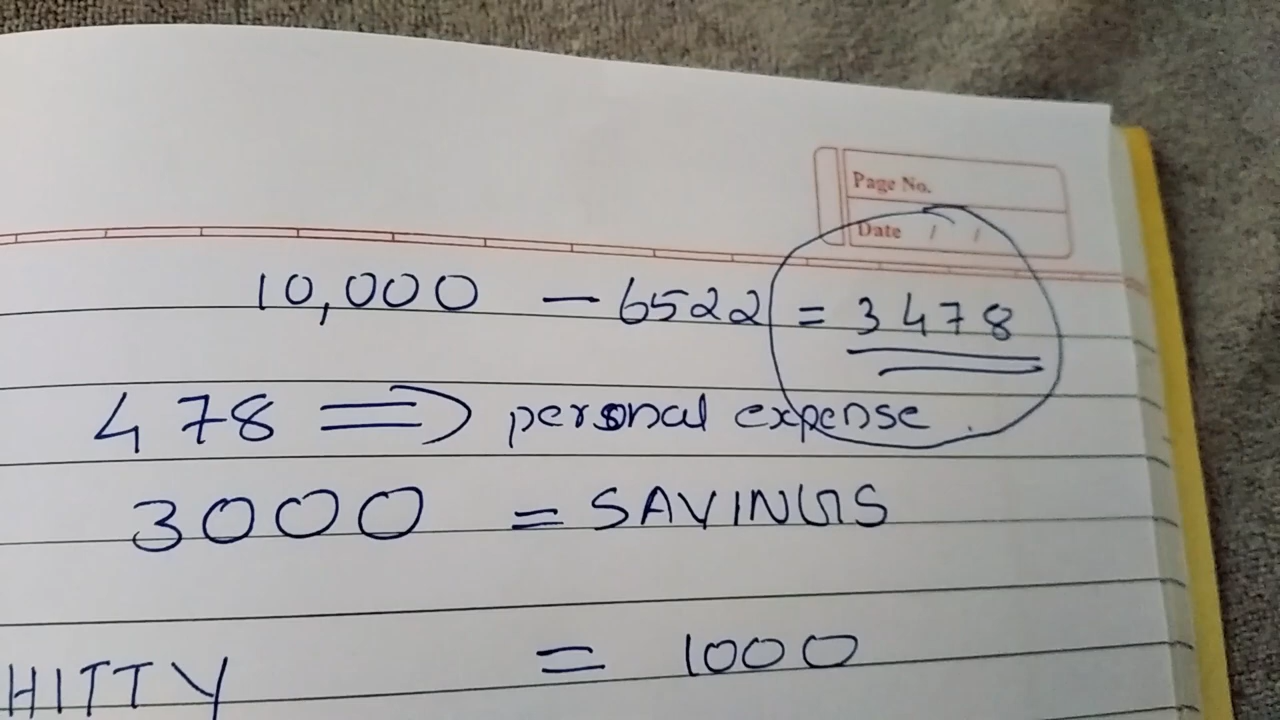 Page No.
Date / /
10,000 — 6522 = 3478
478 ⇒ personal expense.
3000 = SAVINGS
HITTY = 1000